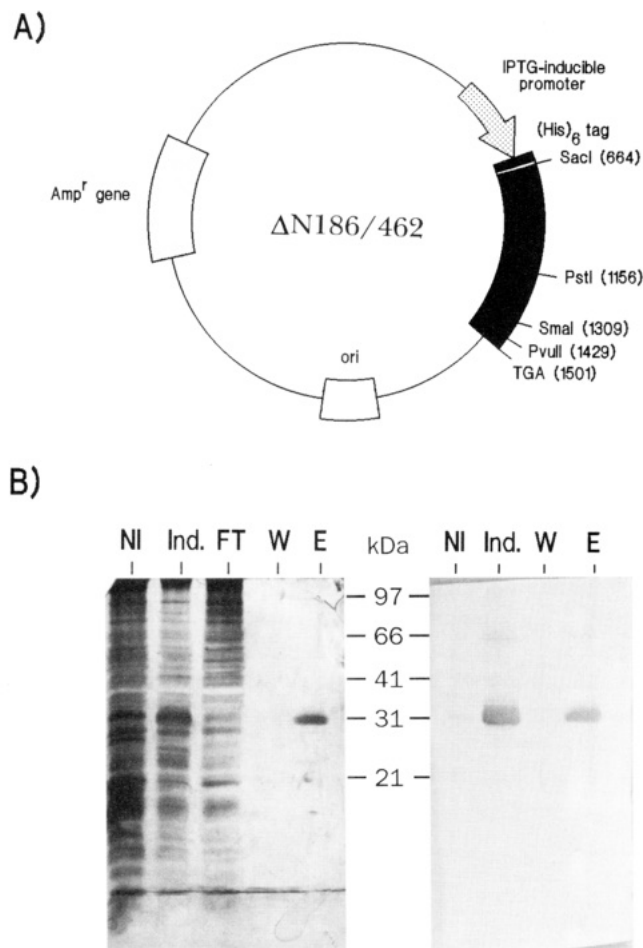 A)
IPTG-inducible
promoter
(His)6 tag
SacI (664)
Ampr gene
ΔN186/462
PstI (1156)
SmaI (1309)
PvuII (1429)
TGA (1501)
ori
B)
NI Ind. FT W E kDa NI Ind. W E
97
66
41
31
21